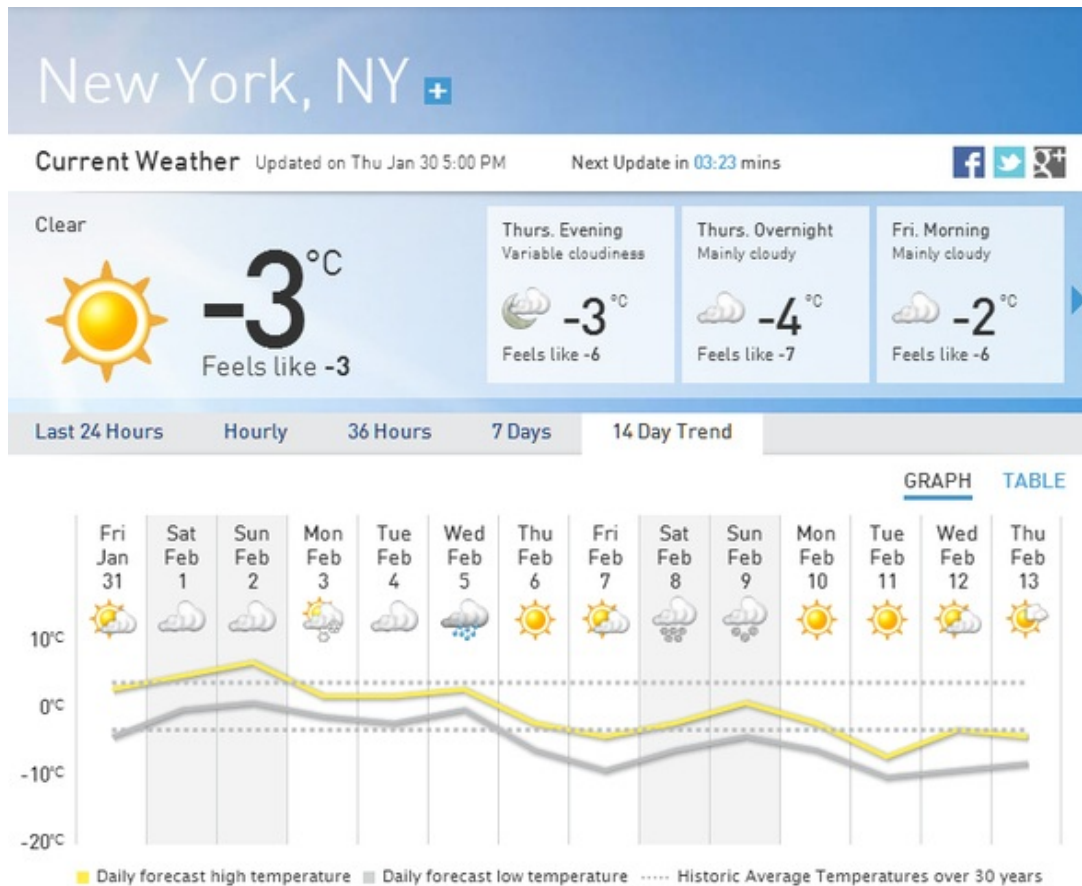 New York, NY +
Current Weather Updated on Thu Jan 30 5:00 PM Next Update in 03:23 mins
f g+
Clear
-3°C
Feels like -3
Thurs. Evening
Variable cloudiness
-3°C
Feels like -6
Thurs. Overnight
Mainly cloudy
-4°C
Feels like -7
Fri. Morning
Mainly cloudy
-2°C
Feels like -6
Last 24 Hours Hourly 36 Hours 7 Days 14 Day Trend
GRAPH TABLE
Fri Sat Sun Mon Tue Wed Thu Fri Sat Sun Mon Tue Wed Thu
Jan Feb Feb Feb Feb Feb Feb Feb Feb Feb Feb Feb Feb Feb
31 1 2 3 4 5 6 7 8 9 10 11 12 13
10°C
0°C
-10°C
-20°C
Daily forecast high temperature Daily forecast low temperature Historic Average Temperatures over 30 years